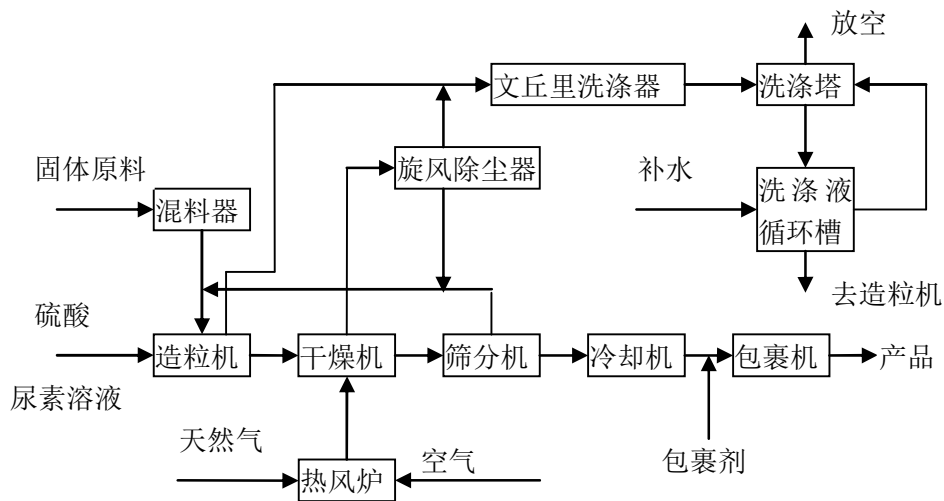 放空
文丘里洗涤器
洗涤塔
固体原料
旋风除尘器
补水
洗涤液
循环槽
混料器
硫酸
去造粒机
造粒机
干燥机
筛分机
冷却机
包裹机
产品
尿素溶液
天然气
空气
包裹剂
热风炉